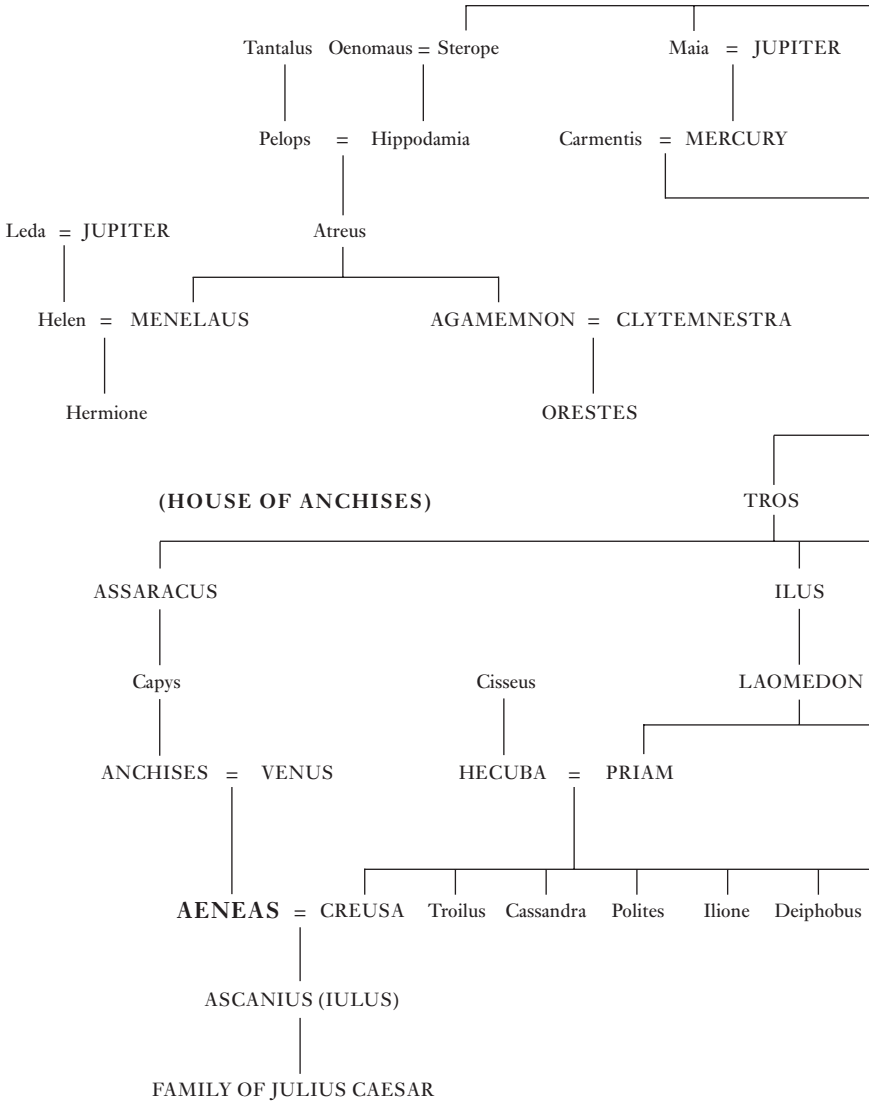 Tantalus Oenomaus = Sterope Maia = JUPITER
Pelops = Hippodamia Carmentis = MERCURY
Leda = JUPITER Atreus
Helen = MENELAUS AGAMEMNON = CLYTEMNESTRA
Hermione ORESTES
(HOUSE OF ANCHISES) TROS
ASSARACUS ILUS
Capys Cisseus LAOMEDON
ANCHISES = VENUS HECUBA = PRIAM
AENEAS = CREUSA Troilus Cassandra Polites Ilione Deiphobus
ASCANIUS (IULUS)
FAMILY OF JULIUS CAESAR